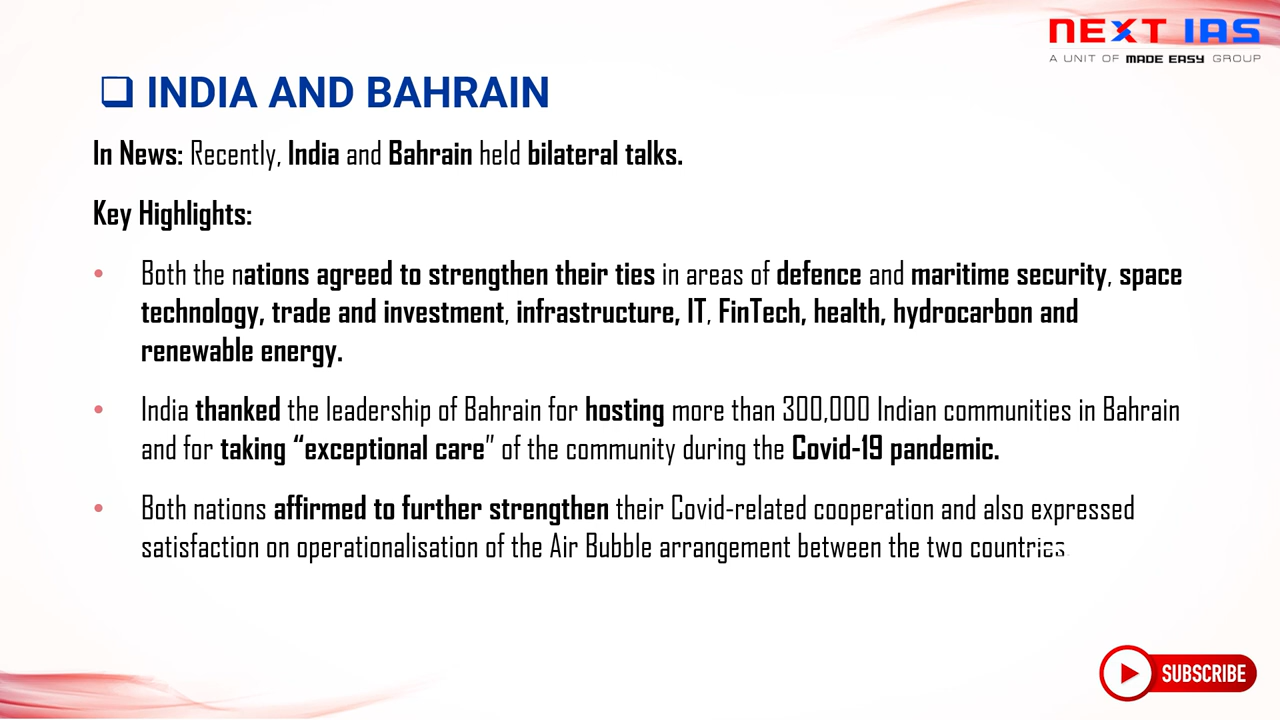 NEXT IAS
A UNIT OF MADE EASY GROUP
INDIA AND BAHRAIN
In News: Recently, India and Bahrain held bilateral talks.
Key Highlights:
• Both the nations agreed to strengthen their ties in areas of defence and maritime security, space
technology, trade and investment, infrastructure, IT, FinTech, health, hydrocarbon and
renewable energy.
• India thanked the leadership of Bahrain for hosting more than 300,000 Indian communities in Bahrain
and for taking “exceptional care” of the community during the Covid-19 pandemic.
• Both nations affirmed to further strengthen their Covid-related cooperation and also expressed
satisfaction on operationalisation of the Air Bubble arrangement between the two countries.
SUBSCRIBE